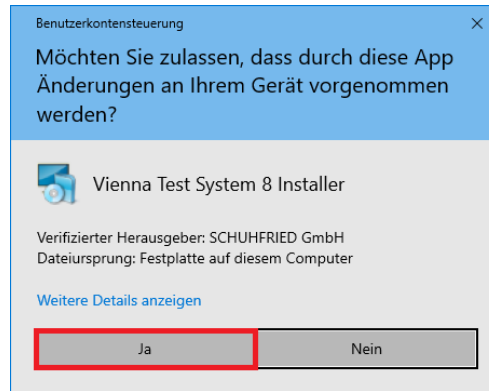 Benutzerkontensteuerung
Möchten Sie zulassen, dass durch diese App
Änderungen an Ihrem Gerät vorgenommen
werden?
Vienna Test System 8 Installer
Verifizierter Herausgeber: SCHUHFRIED GmbH
Dateiursprung: Festplatte auf diesem Computer
Weitere Details anzeigen
Ja
Nein